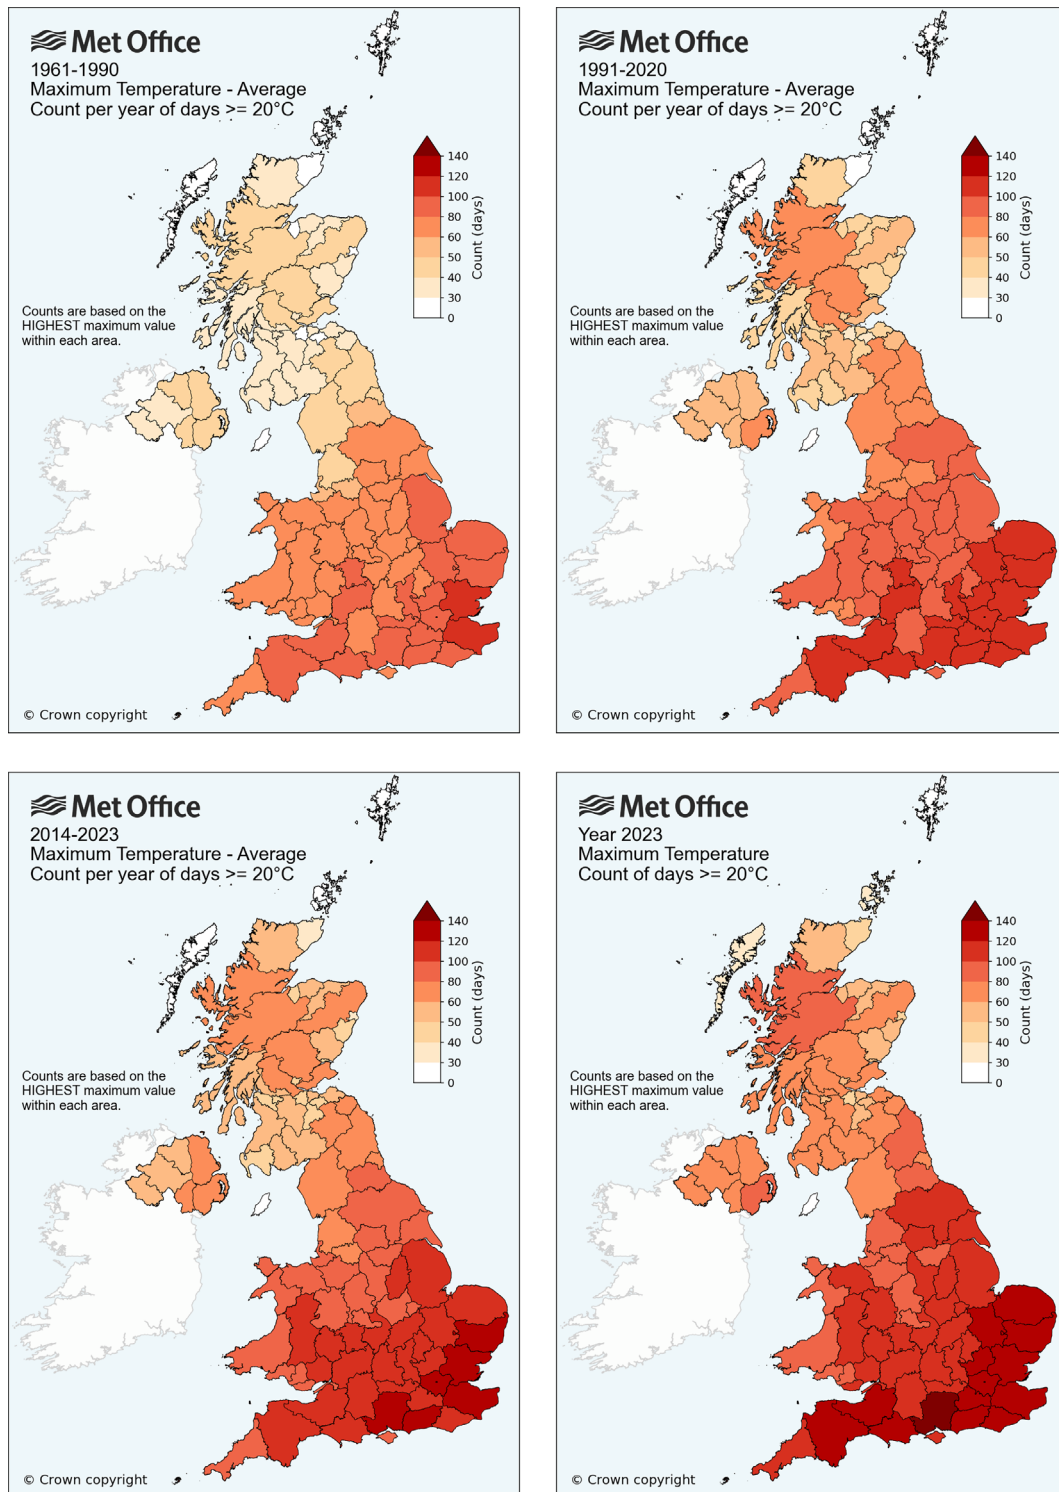 Met Office
1961-1990
Maximum Temperature - Average
Count per year of days >= 20°C
140
120
100
80
60
50
40
30
0
Count (days)
Counts are based on the
HIGHEST maximum value
within each area.
© Crown copyright
Met Office
1991-2020
Maximum Temperature - Average
Count per year of days >= 20°C
140
120
100
80
60
50
40
30
0
Count (days)
Counts are based on the
HIGHEST maximum value
within each area.
© Crown copyright
Met Office
2014-2023
Maximum Temperature - Average
Count per year of days >= 20°C
140
120
100
80
60
50
40
30
0
Count (days)
Counts are based on the
HIGHEST maximum value
within each area.
© Crown copyright
Met Office
Year 2023
Maximum Temperature
Count of days >= 20°C
140
120
100
80
60
50
40
30
0
Count (days)
Counts are based on the
HIGHEST maximum value
within each area.
© Crown copyright